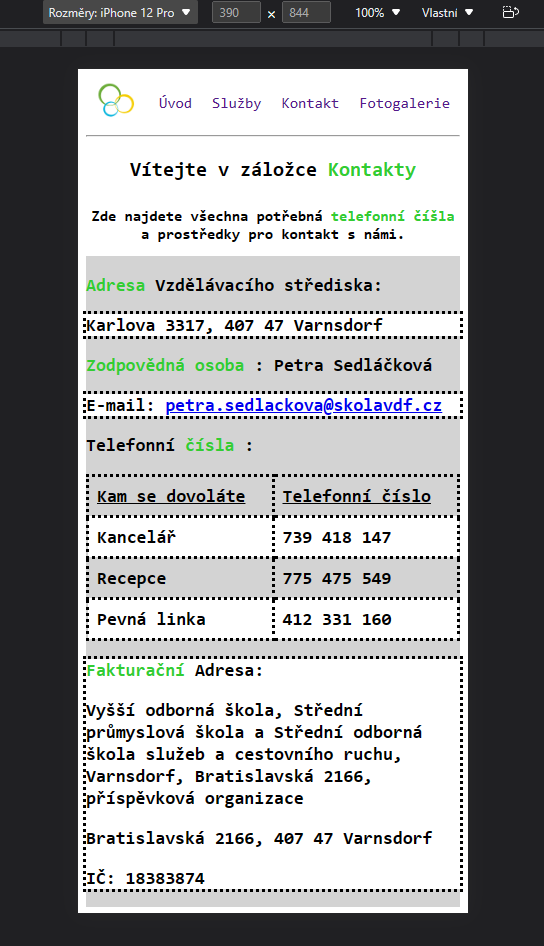 Rozměry: iPhone 12 Pro ▼ 390 × 844 100% ▼ Vlastní ▼
Úvod Služby Kontakt Fotogalerie
Vítejte v záložce Kontakty
Zde najdete všechna potřebná telefonní číšla
a prostředky pro kontakt s námi.
Adresa Vzdělávacího střediska:
Karlova 3317, 407 47 Varnsdorf
Zodpovědná osoba : Petra Sedláčková
E-mail: petra.sedlackova@skolavdf.cz
Telefonní čísla :
Kam se dovoláte Telefonní číslo
Kancelář 739 418 147
Recepce 775 475 549
Pevná linka 412 331 160
Fakturační Adresa:
Vyšší odborná škola, Střední
průmyslová škola a Střední odborná
škola služeb a cestovního ruchu,
Varnsdorf, Bratislavská 2166,
příspěvková organizace
Bratislavská 2166, 407 47 Varnsdorf
IČ: 18383874